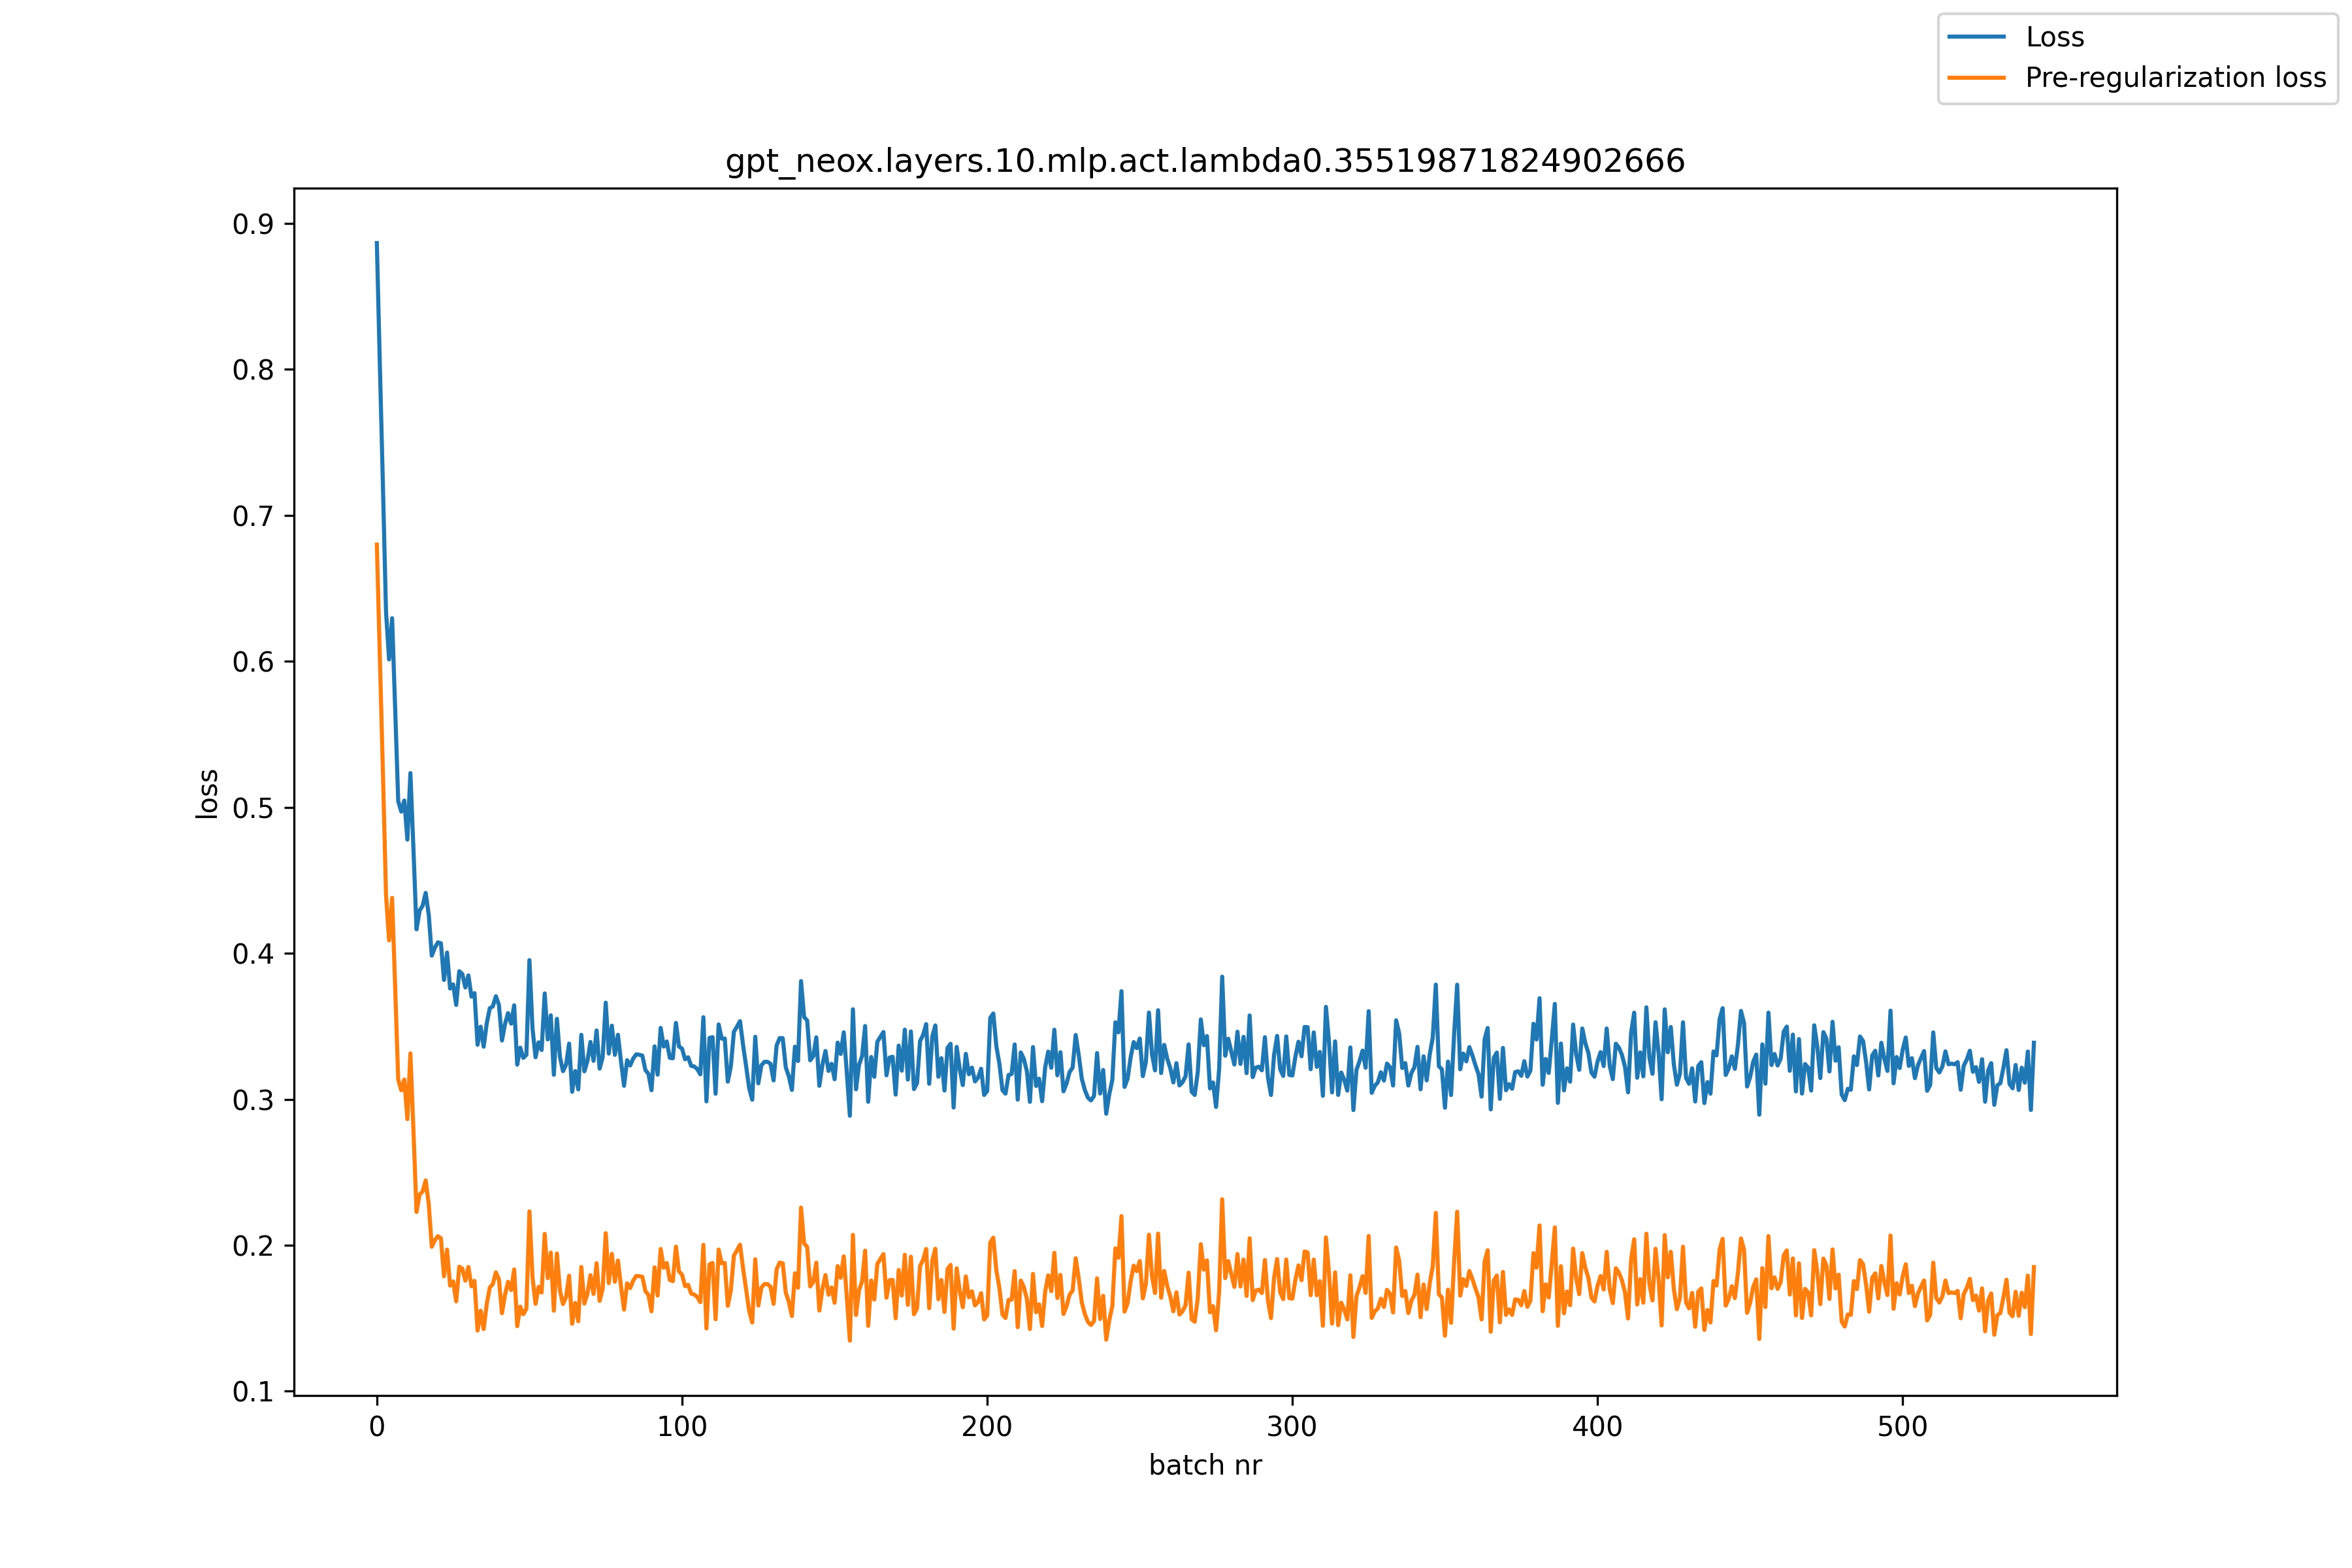 Loss
Pre-regularization loss
gpt_neox.layers.10.mlp.act.lambda0.35519871824902666
0.9
0.8
0.7
0.6
0.5
0.4
0.3
0.2
0.1
loss
0 100 200 300 400 500
batch nr